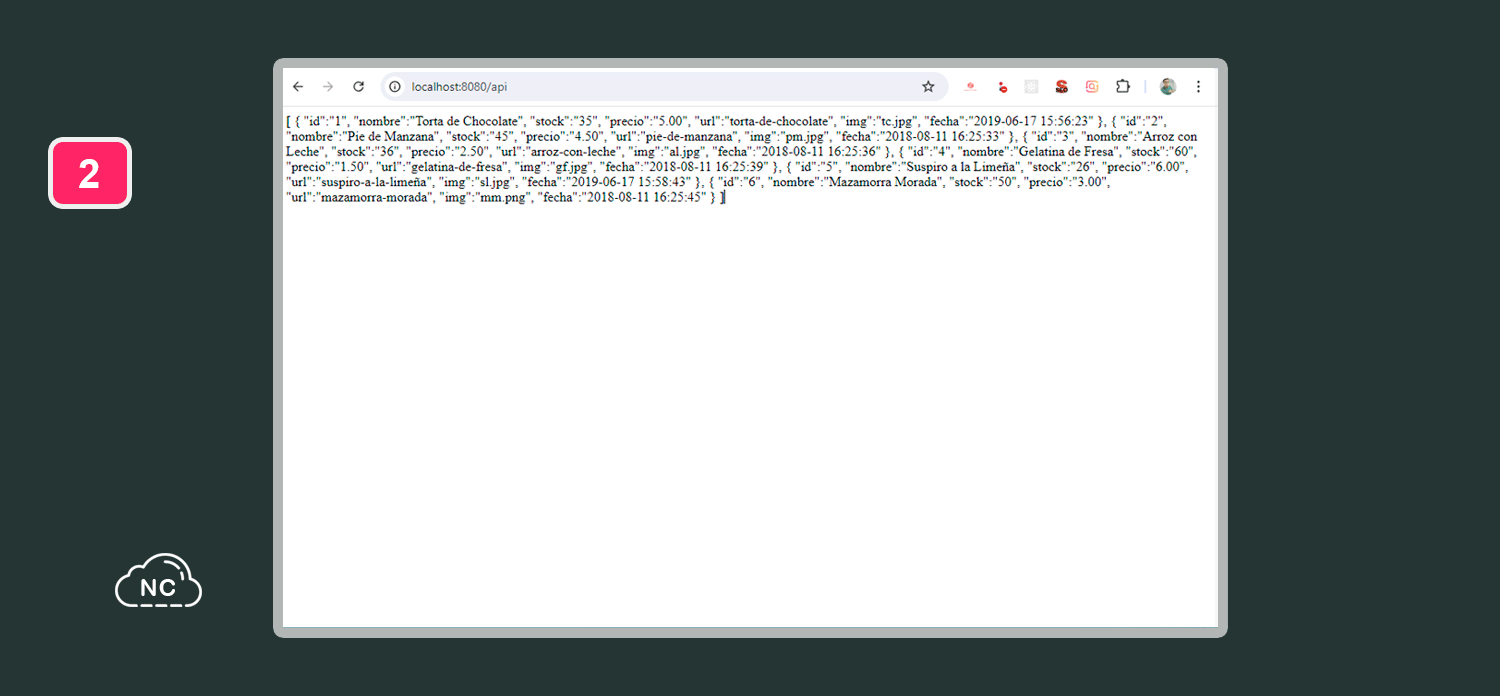 localhost:8080/api
[ { "id":"1", "nombre":"Torta de Chocolate", "stock":"35", "precio":"5.00", "url":"torta-de-chocolate", "img":"tc.jpg", "fecha":"2019-06-17 15:56:23" }, { "id":"2",
"nombre":"Pie de Manzana", "stock":"45", "precio":"4.50", "url":"pie-de-manzana", "img":"pm.jpg", "fecha":"2018-08-11 16:25:33" }, { "id":"3", "nombre":"Arroz con
Leche", "stock":"36", "precio":"2.50", "url":"arroz-con-leche", "img":"al.jpg", "fecha":"2018-08-11 16:25:36" }, { "id":"4", "nombre":"Gelatina de Fresa", "stock":"60",
"precio":"1.50", "url":"gelatina-de-fresa", "img":"gf.jpg", "fecha":"2018-08-11 16:25:39" }, { "id":"5", "nombre":"Suspiro a la Limeña", "stock":"26", "precio":"6.00",
"url":"suspiro-a-la-limeña", "img":"sl.jpg", "fecha":"2019-06-17 15:58:43" }, { "id":"6", "nombre":"Mazamorra Morada", "stock":"50", "precio":"3.00",
"url":"mazamorra-morada", "img":"mm.png", "fecha":"2018-08-11 16:25:45" } ]
2
NC